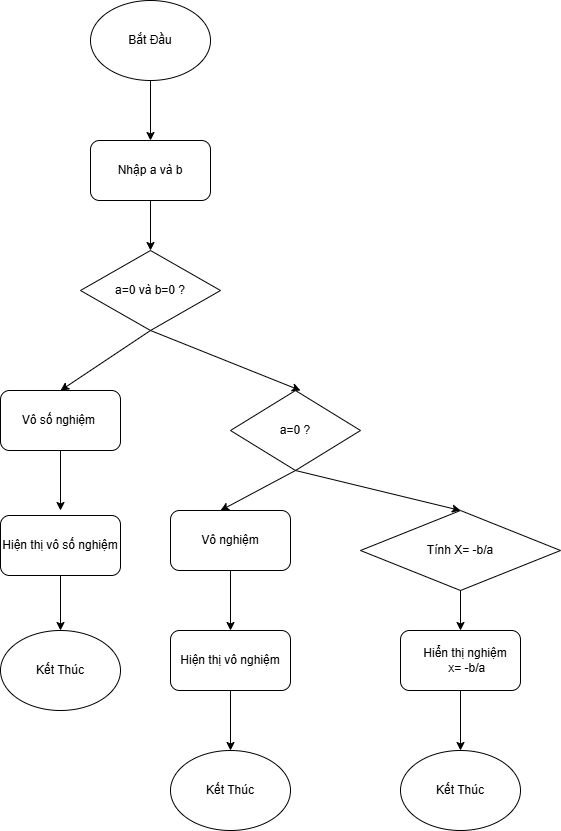 Bắt Đầu
Nhập a và b
a=0 và b=0 ?
Vô số nghiệm
a=0 ?
Hiện thị vô số nghiệm
Vô nghiệm
Tính X= -b/a
Kết Thúc
Hiện thị vô nghiệm
Hiển thị nghiệm
x= -b/a
Kết Thúc
Kết Thúc